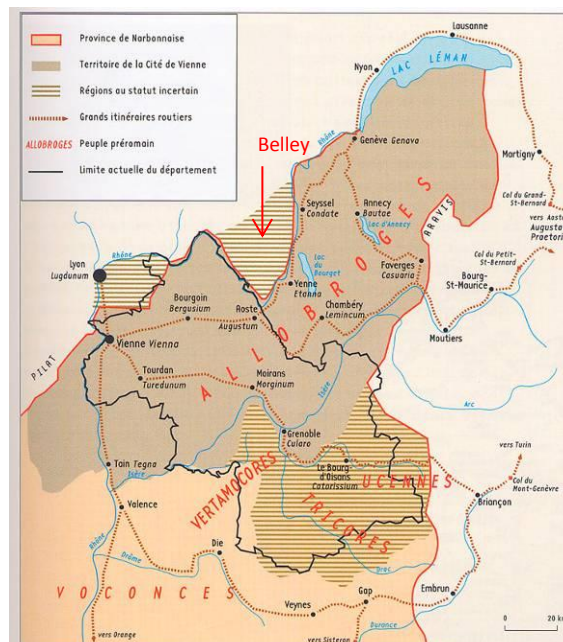 Province de Narbonnaise
Territoire de la Cité de Vienne
Régions au statut incertain
Grands itinéraires routiers
ALLOBROGES Peuple préromain
Limite actuelle du département
Lausanne
LAC LÉMAN
Nyon
Rhône
Genève Genava
Belley
Martigny
Col du Grand-
St-Bernard
vers Aoste
Augusta
Praetoria
Col du Petit-
St-Bernard
Seyssel
Condate
Annecy
Boutae
Lac d'Annecy
ARAVIS
Lyon
Lugdunum
Rhône
Lac
du
Bourget
Faverges
Casuaria
Bourg-
St-Maurice
Yenne
Etanna
Bourgoin
Bergusium
Aoste
Augustum
Chambéry
Lemincum
ALLOBROGES
Vienne Vienna
Moutiers
PILAT
Tourdan
Turedunum
Moirans
Morginum
Isère
Arc
Grenoble
Cularo
Tain Tegna
Isère
Le Bourg-
d'Oisans
Catorissium
UCENNES
vers Turin
VERTAMOCORES
TRICORES
Col du
Mont-Genèvre
Valence
Briançon
Rhône
Drôme
Die
Drac
VOCONCES
Gap
Embrun
Veynes
Durance
vers Orange
vers Sisteron
0
20 k